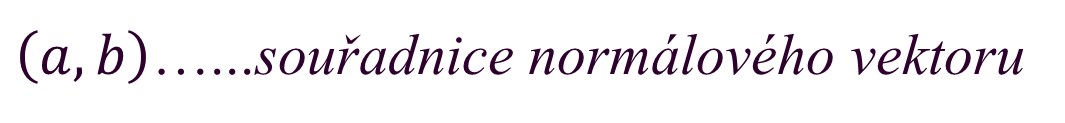 (a, b)…...souřadnice normálového vektoru